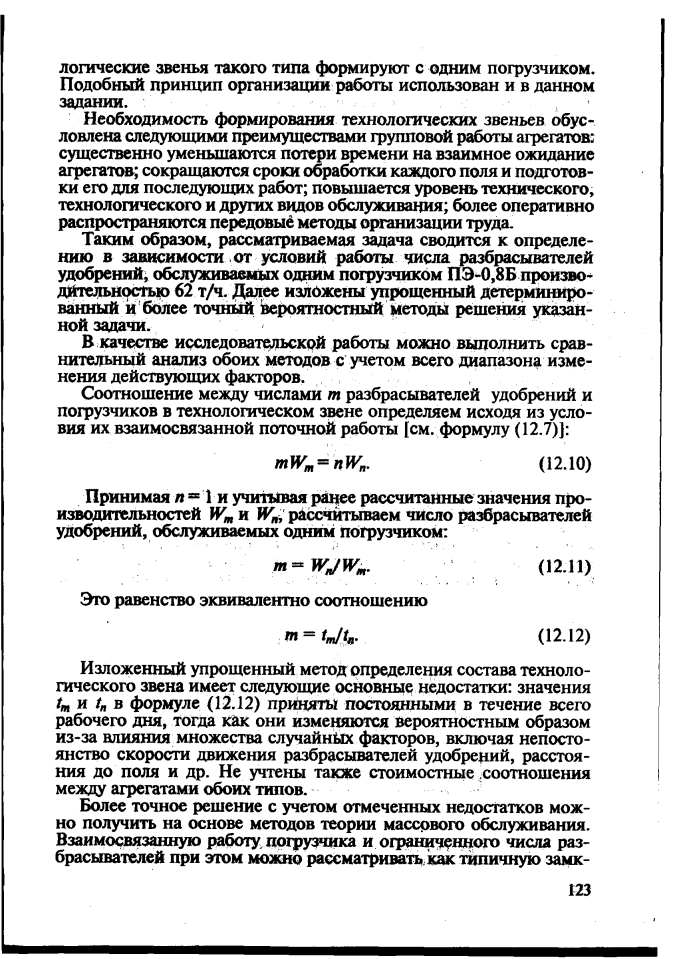 логические звенья такого типа формируют с одним погрузчиком.
Подобный принцип организации работы использован и в данном
задании.
Необходимость формирования технологических звеньев обус-
ловлена следующими преимуществами групповой работы агрегатов:
существенно уменьшаются потери времени на взаимное ожидание
агрегатов; сокращаются сроки обработки каждого поля и подготов-
ки его для последующих работ; повышается уровень технического,
технологического и других видов обслуживания; более оперативно
распространяются передовые методы организации труда.
Таким образом, рассматриваемая задача сводится к определе-
нию в зависимости от условий работы числа разбрасывателей
удобрений, обслуживаемых одним погрузчиком ПЭ-0,8Б произво-
дительностью 62 т/ч. Далее изложены упрощенный детерминиро-
ванный и более точный вероятностный методы решения указан-
ной задачи.
В качестве исследовательской работы можно выполнить срав-
нительный анализ обоих методов с учетом всего диапазона изме-
нения действующих факторов.
Соотношение между числами m разбрасывателей удобрений и
погрузчиков в технологическом звене определяем исходя из усло-
вия их взаимосвязанной поточной работы [см. формулу (12.7)]:
mWₘ = nWₙ. (12.10)
Принимая n = 1 и учитывая ранее рассчитанные значения про-
изводительностей Wₘ и Wₙ, рассчитываем число разбрасывателей
удобрений, обслуживаемых одним погрузчиком:
m = Wₙ/Wₘ. (12.11)
Это равенство эквивалентно соотношению
m = tₘ/tₙ. (12.12)
Изложенный упрощенный метод определения состава техноло-
гического звена имеет следующие основные недостатки: значения
tₘ и tₙ в формуле (12.12) приняты постоянными в течение всего
рабочего дня, тогда как они изменяются вероятностным образом
из-за влияния множества случайных факторов, включая непосто-
янство скорости движения разбрасывателей удобрений, расстоя-
ния до поля и др. Не учтены также стоимостные соотношения
между агрегатами обоих типов.
Более точное решение с учетом отмеченных недостатков мож-
но получить на основе методов теории массового обслуживания.
Взаимосвязанную работу погрузчика и ограниченного числа раз-
брасывателей при этом можно рассматривать как типичную замк-
123